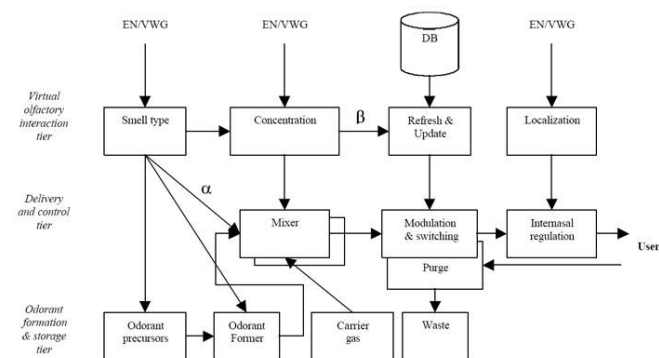 EN/VWG
EN/VWG
DB
EN/VWG
Virtual
olfactory
interaction
tier
Smell type
Concentration
β
Refresh &
Update
Localization
α
Delivery
and control
tier
Mixer
Modulation
& switching
Internasal
regulation
User
Purge
Odorant
formation
& storage
tier
Odorant
precursors
Odorant
Former
Carrier
gas
Waste